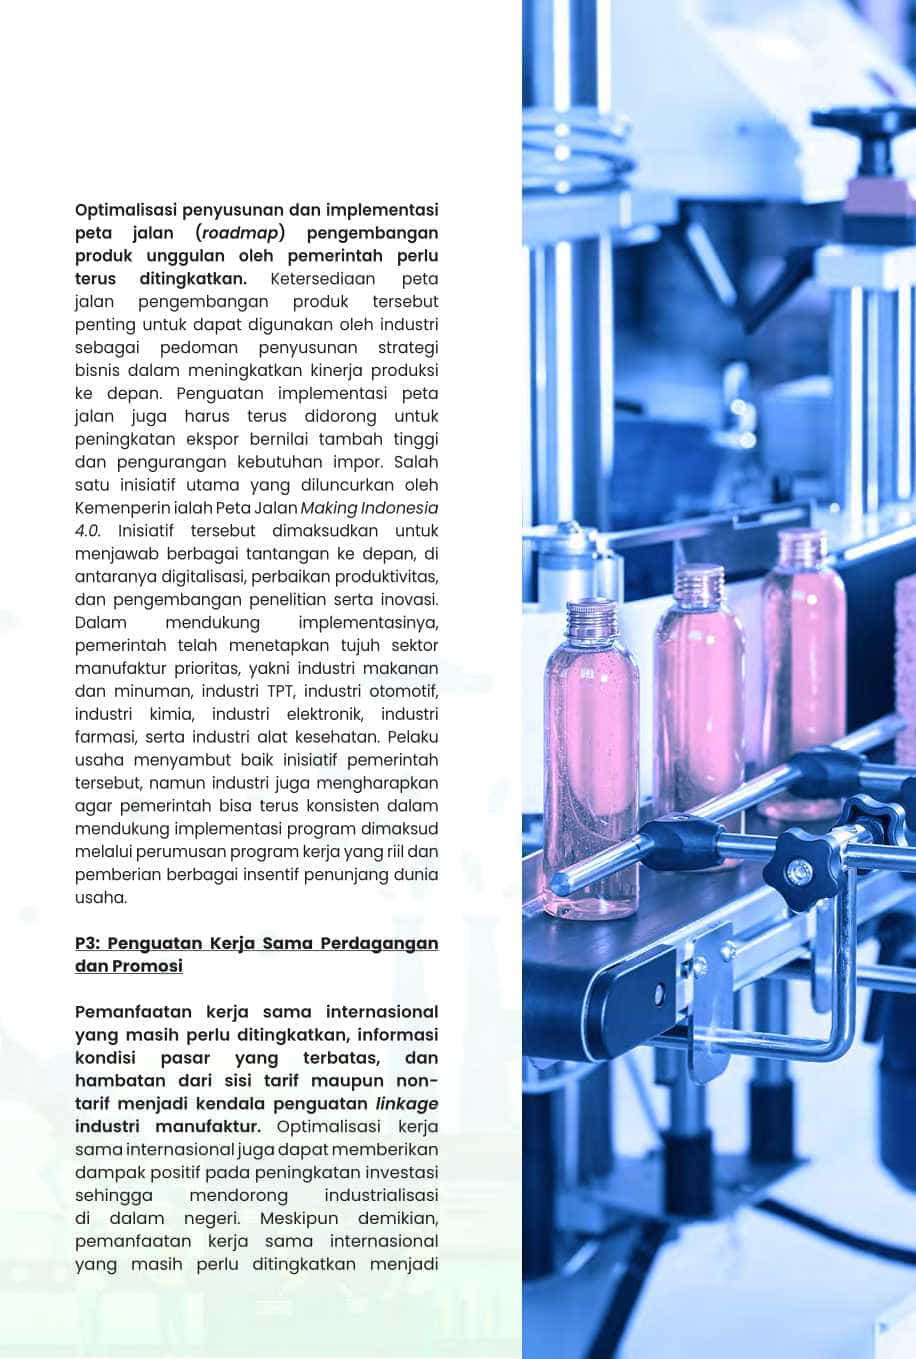 Optimalisasi penyusunan dan implementasi
peta jalan (roadmap) pengembangan
produk unggulan oleh pemerintah perlu
terus ditingkatkan. Ketersediaan peta
jalan pengembangan produk tersebut
penting untuk dapat digunakan oleh industri
sebagai pedoman penyusunan strategi
bisnis dalam meningkatkan kinerja produksi
ke depan. Penguatan implementasi peta
jalan juga harus terus didorong untuk
peningkatan ekspor bernilai tambah tinggi
dan pengurangan kebutuhan impor. Salah
satu inisiatif utama yang diluncurkan oleh
Kemenperin ialah Peta Jalan Making Indonesia
4.0. Inisiatif tersebut dimaksudkan untuk
menjawab berbagai tantangan ke depan, di
antaranya digitalisasi, perbaikan produktivitas,
dan pengembangan penelitian serta inovasi.
Dalam mendukung implementasinya,
pemerintah telah menetapkan tujuh sektor
manufaktur prioritas, yakni industri makanan
dan minuman, industri TPT, industri otomotif,
industri kimia, industri elektronik, industri
farmasi, serta industri alat kesehatan. Pelaku
usaha menyambut baik inisiatif pemerintah
tersebut, namun industri juga mengharapkan
agar pemerintah bisa terus konsisten dalam
mendukung implementasi program dimaksud
melalui perumusan program kerja yang riil dan
pemberian berbagai insentif penunjang dunia
usaha.
P3: Penguatan Kerja Sama Perdagangan
dan Promosi
Pemanfaatan kerja sama internasional
yang masih perlu ditingkatkan, informasi
kondisi pasar yang terbatas, dan
hambatan dari sisi tarif maupun non-
tarif menjadi kendala penguatan linkage
industri manufaktur. Optimalisasi kerja
sama internasional juga dapat memberikan
dampak positif pada peningkatan investasi
sehingga mendorong industrialisasi
di dalam negeri. Meskipun demikian,
pemanfaatan kerja sama internasional
yang masih perlu ditingkatkan menjadi